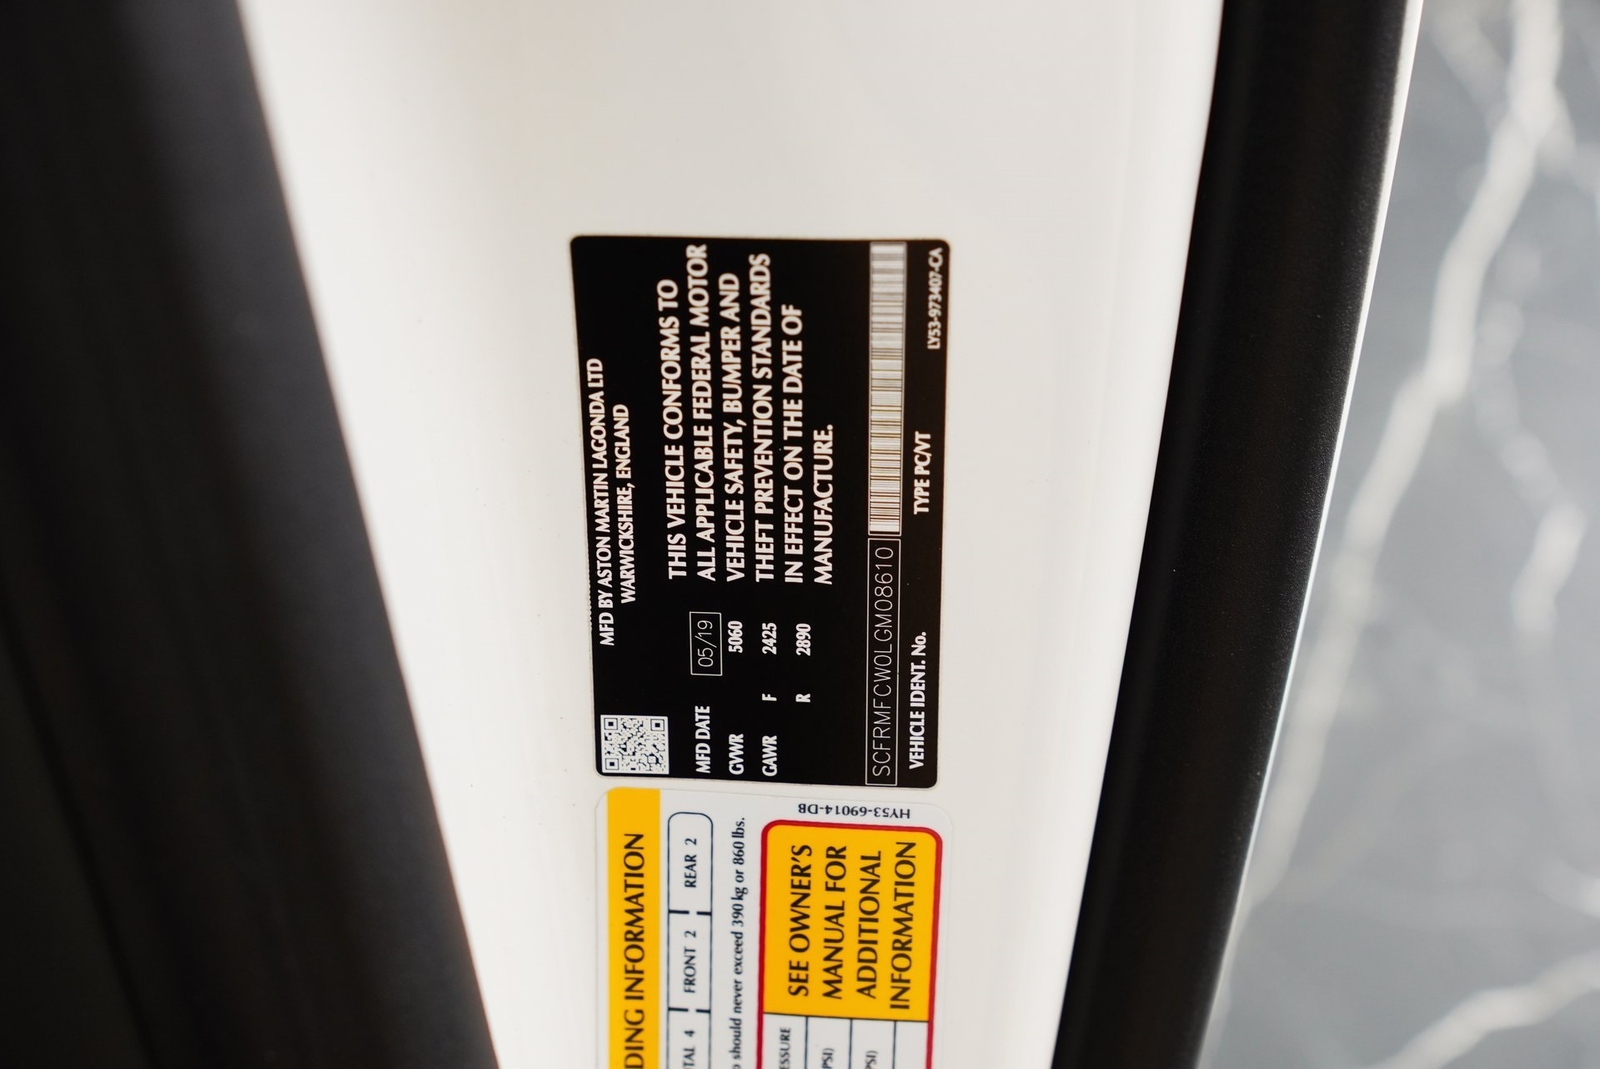 MFD BY ASTON MARTIN LAGONDA LTD
WARWICKSHIRE, ENGLAND
THIS VEHICLE CONFORMS TO
ALL APPLICABLE FEDERAL MOTOR
VEHICLE SAFETY, BUMPER AND
THEFT PREVENTION STANDARDS
IN EFFECT ON THE DATE OF
MANUFACTURE.
MFD DATE 05/19
GVWR 5060
GAWR F 2425
R 2890
SCFRMFCW0LGM08610
VEHICLE IDENT. No. TYPE PC/VT LY53-973407-CA
DING INFORMATION
TAL 4 FRONT 2 REAR 2
should never exceed 390 kg or 860 lbs.
SEE OWNER'S
MANUAL FOR
ADDITIONAL
INFORMATION
ESSURE
PSI)
PSI)
HY53-69014-DB